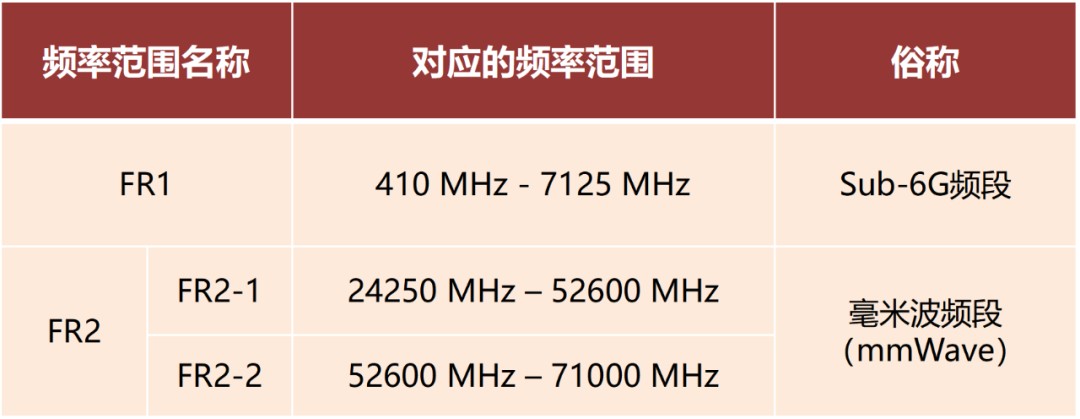 频率范围名称 对应的频率范围 俗称
FR1 410 MHz - 7125 MHz Sub-6G频段
FR2
FR2-1 24250 MHz – 52600 MHz
FR2-2 52600 MHz – 71000 MHz
毫米波频段
（mmWave）